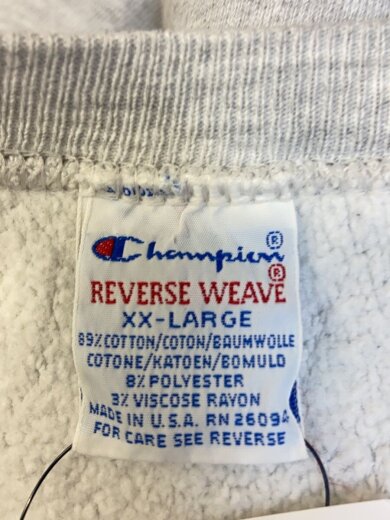 Champion®
REVERSE WEAVE®
XX-LARGE
89% COTTON/COTON/BAUMWOLLE
COTONE/KATOEN/BOMULD
8% POLYESTER
3% VISCOSE RAYON
MADE IN U.S.A. RN 26094
FOR CARE SEE REVERSE